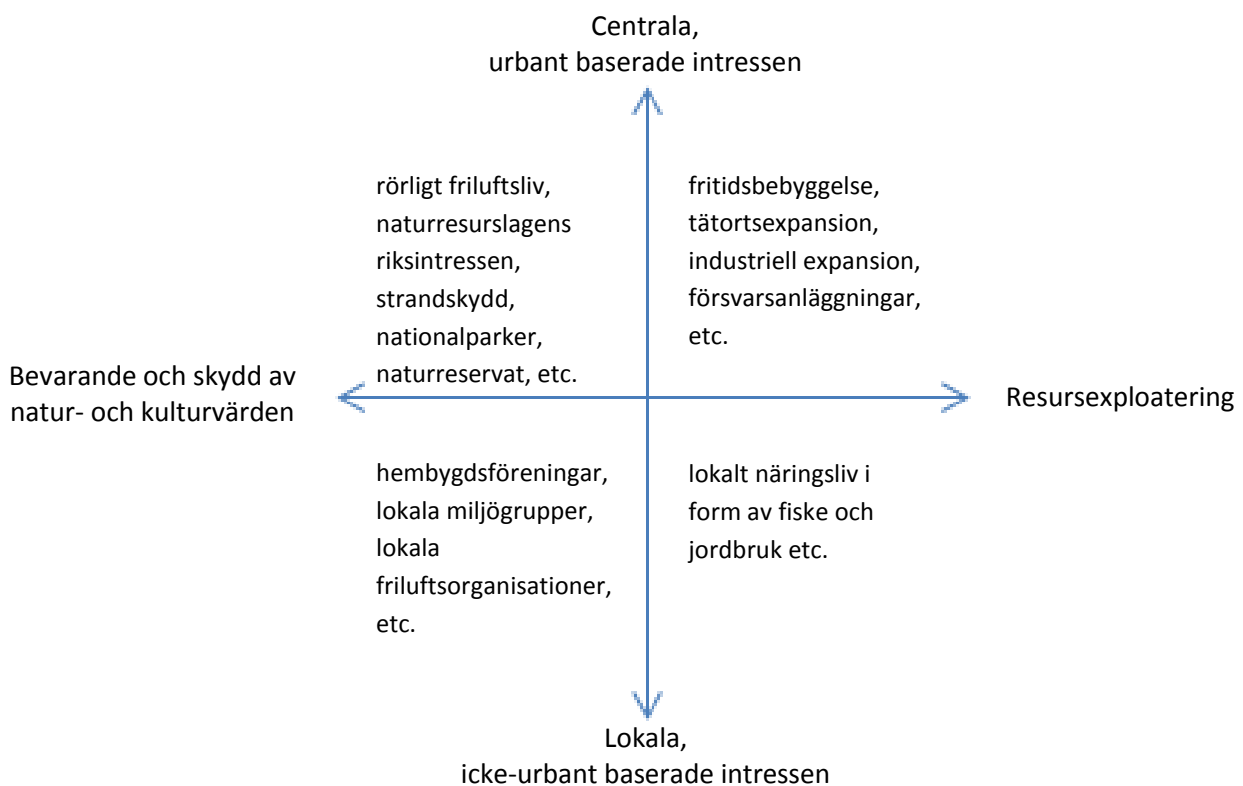 Centrala,
urbant baserade intressen
rörligt friluftsliv,
naturresurslagens
riksintressen,
strandskydd,
nationalparker,
naturreservat, etc.
fritidsbebyggelse,
tätortsexpansion,
industriell expansion,
försvarsanläggningar,
etc.
Bevarande och skydd av
natur- och kulturvärden
Resursexploatering
hembygdsföreningar,
lokala miljögrupper,
lokala
friluftsorganisationer,
etc.
lokalt näringsliv i
form av fiske och
jordbruk etc.
Lokala,
icke-urbant baserade intressen